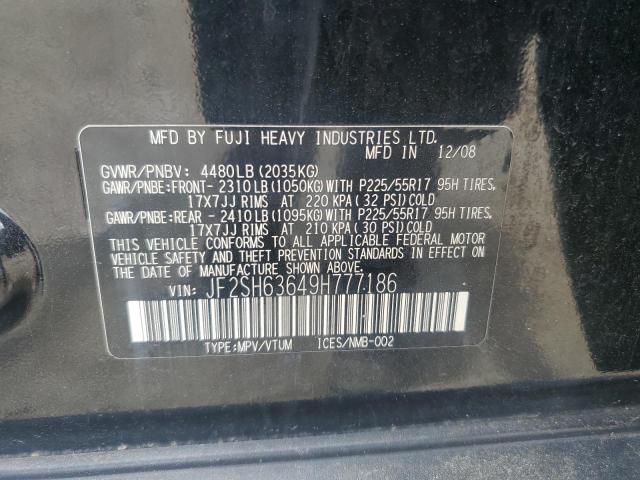 MFD BY FUJI HEAVY INDUSTRIES LTD.
MFD IN 12/08
GVWR/PNBV: 4480LB (2035KG)
GAWR/PNBE:FRONT- 2310LB (1050KG) WITH P225/55R17 95H TIRES,
17X7JJ RIMS AT 220 KPA (32 PSI) COLD
GAWR/PNBE:REAR - 2410LB (1095KG) WITH P225/55R17 95H TIRES,
17X7JJ RIMS AT 210 KPA (30 PSI) COLD
THIS VEHICLE CONFORMS TO ALL APPLICABLE FEDERAL MOTOR
VEHICLE SAFETY AND THEFT PREVENTION STANDARDS IN EFFECT ON
THE DATE OF MANUFACTURE SHOWN ABOVE.
VIN: JF2SH63649H777186
TYPE:MPV/VTUM ICES/NMB-002